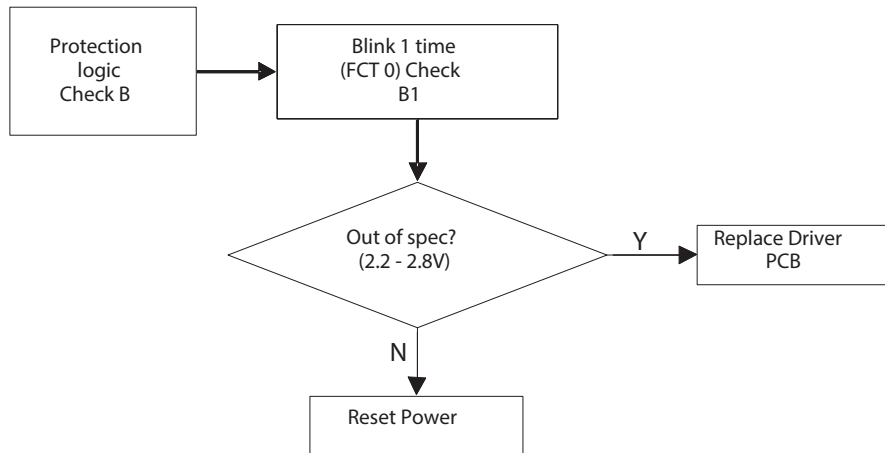 Protection
logic
Check B
Blink 1 time
(FCT 0) Check
B1
Out of spec?
(2.2 - 2.8V)
Y
Replace Driver
PCB
N
Reset Power